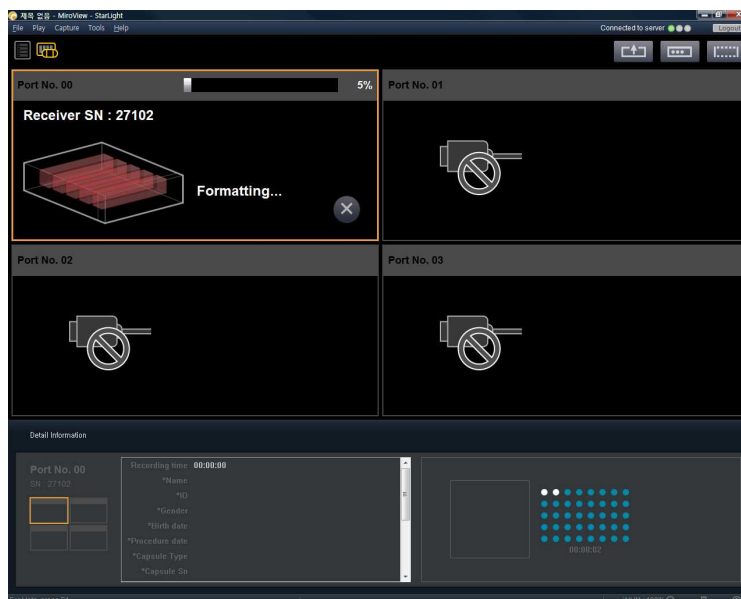 제목 없음 - MiroView - StarLight
File Play Capture Tools Help
Connected to server
Logout
Port No. 00
5%
Port No. 01
Receiver SN : 27102
Formatting...
Port No. 02
Port No. 03
Detail Information
Port No. 00
SN : 27102
Recording time 00:00:00
*Name
*ID
*Gender
*Birth date
*Procedure date
*Capsule Type
*Capsule Sn
00:00:02